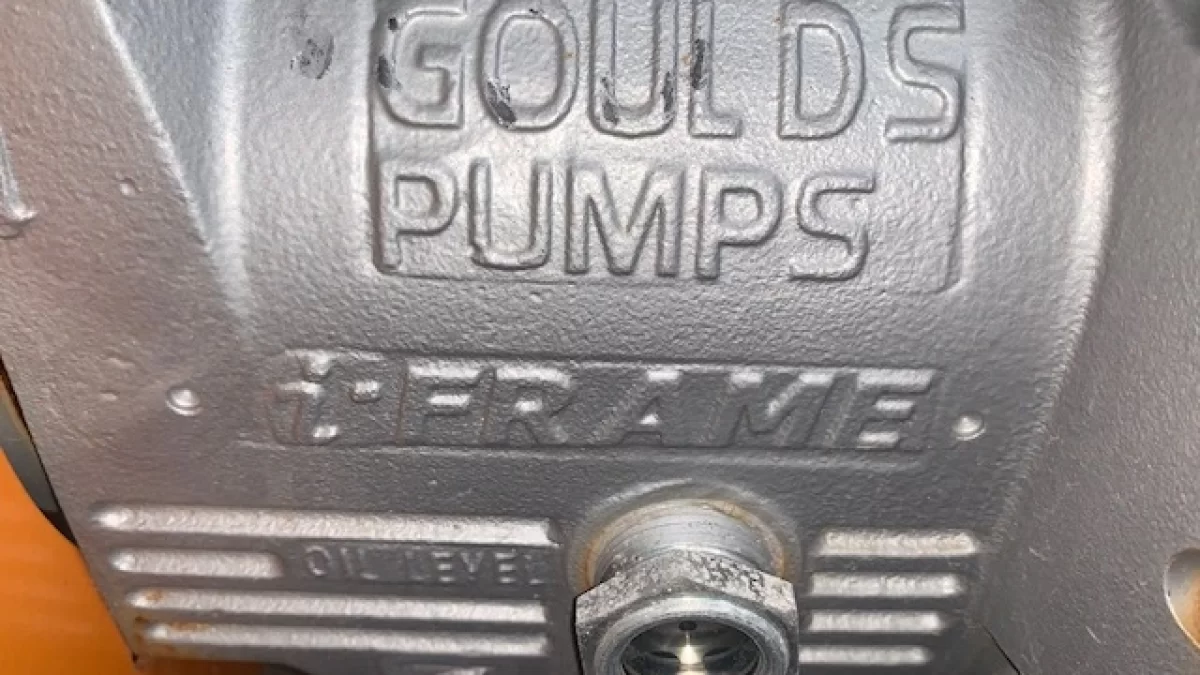 GOULDS
PUMPS
i-FRAME
OIL LEVEL